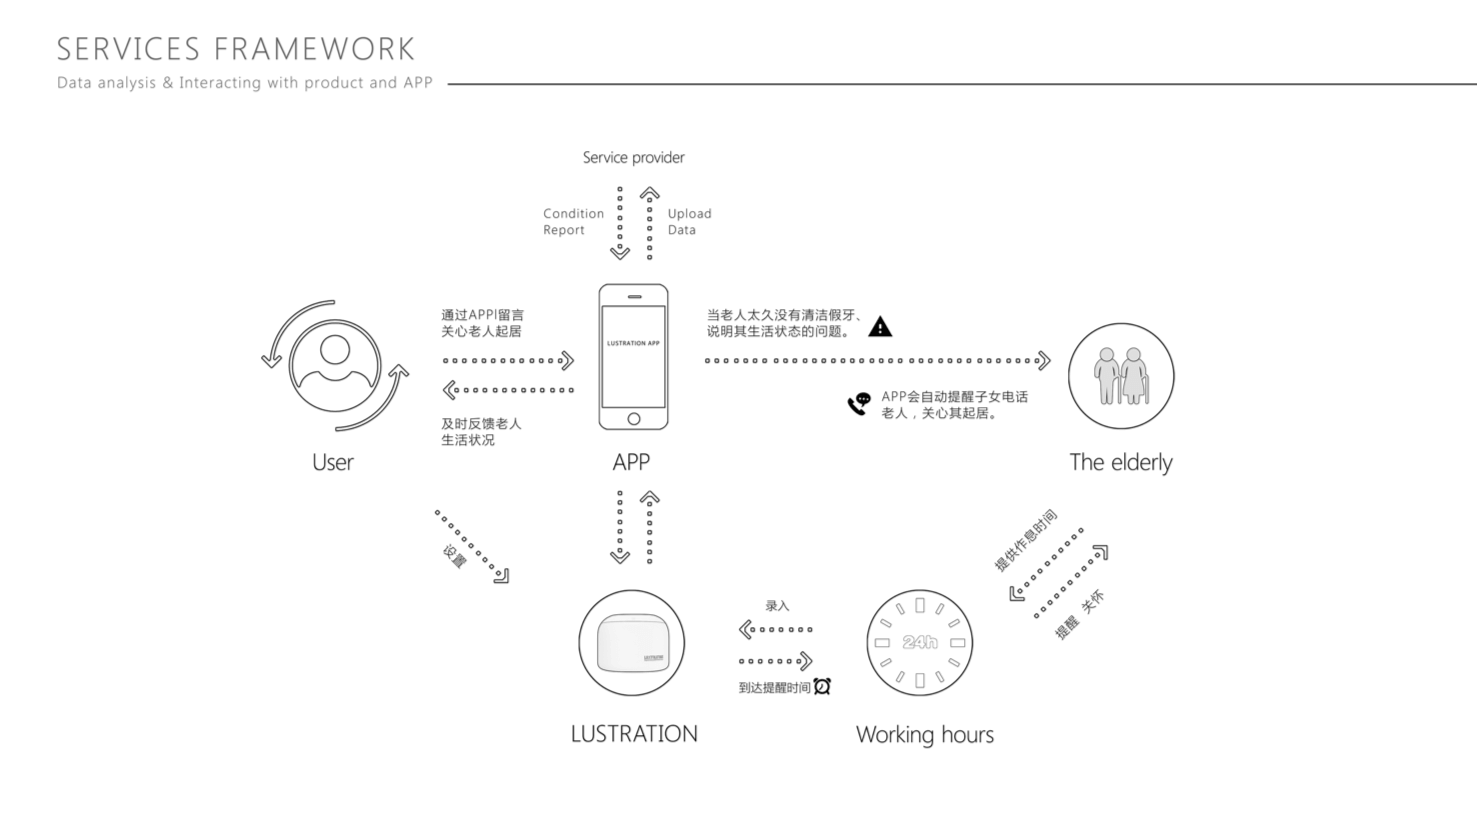 SERVICES FRAMEWORK
Data analysis & Interacting with product and APP
Service provider
Condition
Report
Upload
Data
通过APP|留言
关心老人起居
当老人太久没有清洁假牙、
说明其生活状态的问题。
LUSTRATION APP
及时反馈老人
生活状况
APP会自动提醒子女电话
老人，关心其起居。
User
APP
The elderly
设置
提供作息时间
提醒 关怀
录入
24h
到达提醒时间
LUSTRATION
Working hours